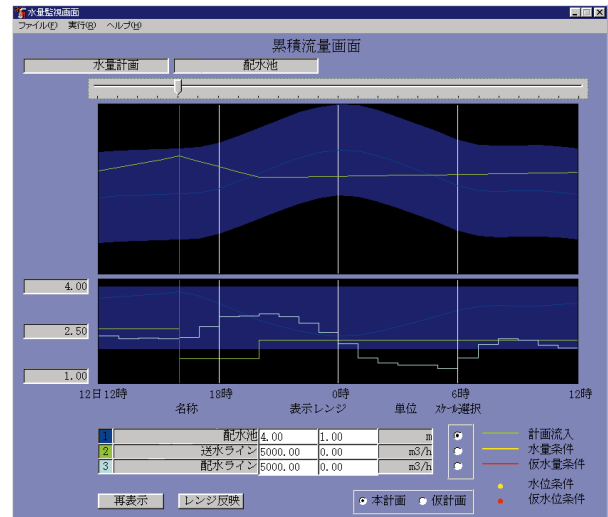 水量監視画面
ファイル(F) 実行(R) ヘルプ(H)
累積流量画面
水量計画 配水池
4.00
2.50
1.00
12日12時 18時 0時 6時 12時
名称 表示レンジ 単位 スケール選択
1 配水池 4.00 1.00 m
2 送水ライン 5000.00 0.00 m3/h
3 配水ライン 5000.00 0.00 m3/h
計画流入
水量条件
仮水量条件
水位条件
仮水位条件
再表示 レンジ反映 本計画 仮計画